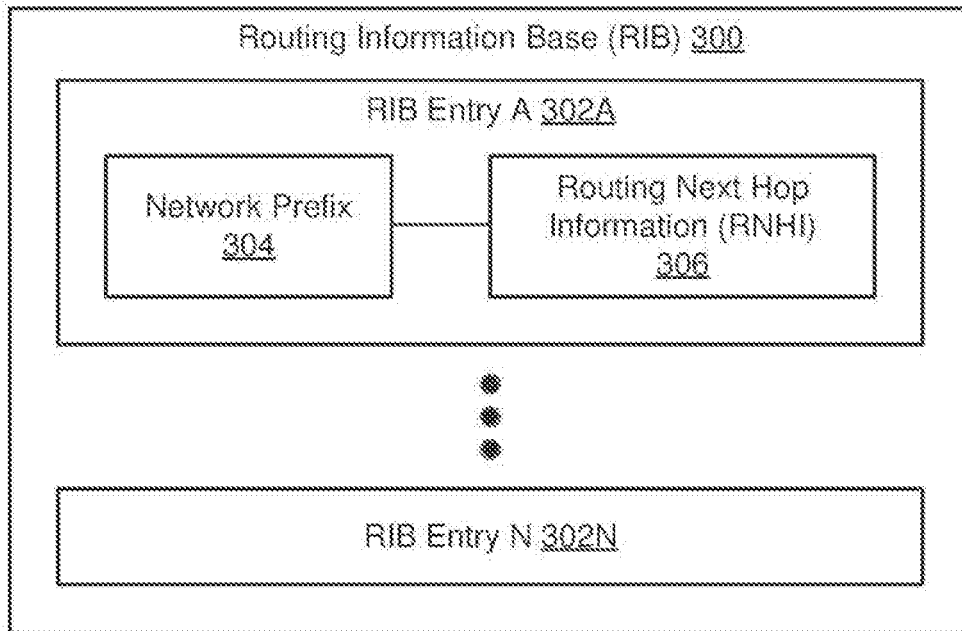 Routing Information Base (RIB) 300
RIB Entry A 302A
Network Prefix
304
Routing Next Hop
Information (RNHI)
306
RIB Entry N 302N